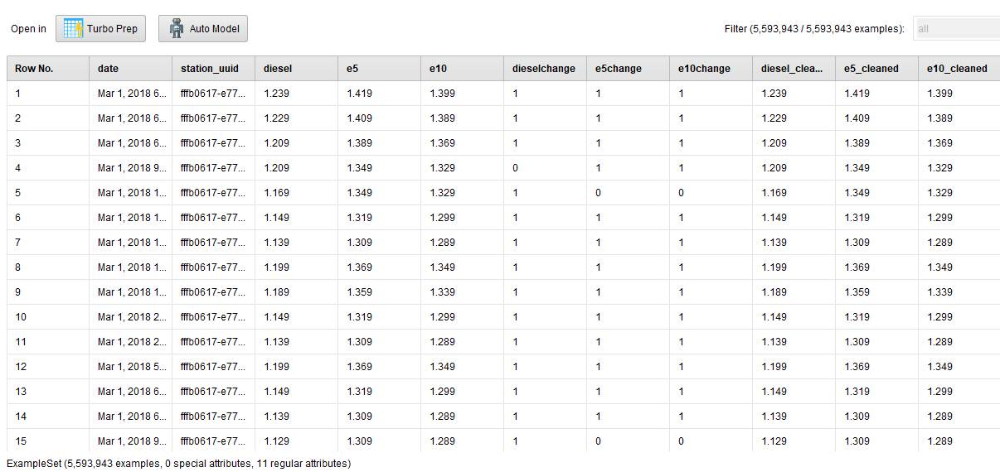 Open in Turbo Prep Auto Model Filter (5,593,943 / 5,593,943 examples): all
Row No. date station_uuid diesel e5 e10 dieselchange e5change e10change diesel_clea... e5_cleaned e10_cleaned
1 Mar 1, 2018 6... fffb0617-e77... 1.239 1.419 1.399 1 1 1 1.239 1.419 1.399
2 Mar 1, 2018 6... fffb0617-e77... 1.229 1.409 1.389 1 1 1 1.229 1.409 1.389
3 Mar 1, 2018 6... fffb0617-e77... 1.209 1.389 1.369 1 1 1 1.209 1.389 1.369
4 Mar 1, 2018 9... fffb0617-e77... 1.209 1.349 1.329 0 1 1 1.209 1.349 1.329
5 Mar 1, 2018 1... fffb0617-e77... 1.169 1.349 1.329 1 0 0 1.169 1.349 1.329
6 Mar 1, 2018 1... fffb0617-e77... 1.149 1.319 1.299 1 1 1 1.149 1.319 1.299
7 Mar 1, 2018 1... fffb0617-e77... 1.139 1.309 1.289 1 1 1 1.139 1.309 1.289
8 Mar 1, 2018 1... fffb0617-e77... 1.199 1.369 1.349 1 1 1 1.199 1.369 1.349
9 Mar 1, 2018 1... fffb0617-e77... 1.189 1.359 1.339 1 1 1 1.189 1.359 1.339
10 Mar 1, 2018 2... fffb0617-e77... 1.149 1.319 1.299 1 1 1 1.149 1.319 1.299
11 Mar 1, 2018 2... fffb0617-e77... 1.139 1.309 1.289 1 1 1 1.139 1.309 1.289
12 Mar 1, 2018 5... fffb0617-e77... 1.199 1.369 1.349 1 1 1 1.199 1.369 1.349
13 Mar 1, 2018 6... fffb0617-e77... 1.149 1.319 1.299 1 1 1 1.149 1.319 1.299
14 Mar 1, 2018 6... fffb0617-e77... 1.139 1.309 1.289 1 1 1 1.139 1.309 1.289
15 Mar 1, 2018 9... fffb0617-e77... 1.129 1.309 1.289 1 0 0 1.129 1.309 1.289
ExampleSet (5,593,943 examples, 0 special attributes, 11 regular attributes)